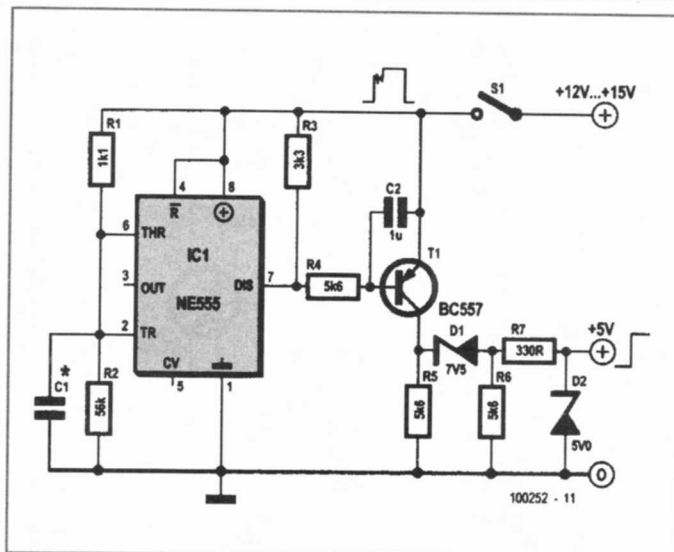 S1
+12V...+15V
R1
1k1
R3
3k3
4
8
R
C2
1u
6
THR
IC1
T1
3
OUT
DIS
7
R4
5k6
NE555
BC557
2
TR
D1
7V5
R7
330R
+5V
C1
*
R2
56k
CV
5
1
R5
5k6
R6
5k6
D2
5V0
0
100252 - 11